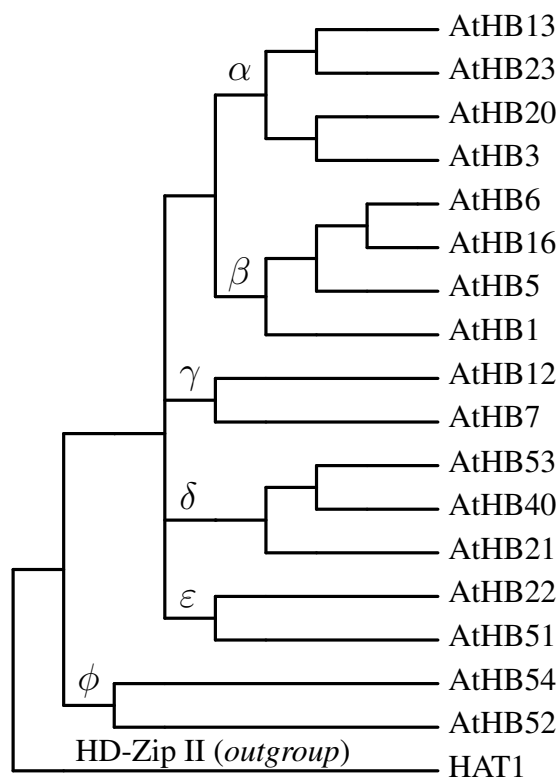 AtHB13
α
AtHB23
AtHB20
AtHB3
AtHB6
AtHB16
β
AtHB5
AtHB1
γ
AtHB12
AtHB7
AtHB53
δ
AtHB40
AtHB21
ε
AtHB22
AtHB51
ϕ
AtHB54
AtHB52
HD-Zip II (outgroup)
HAT1